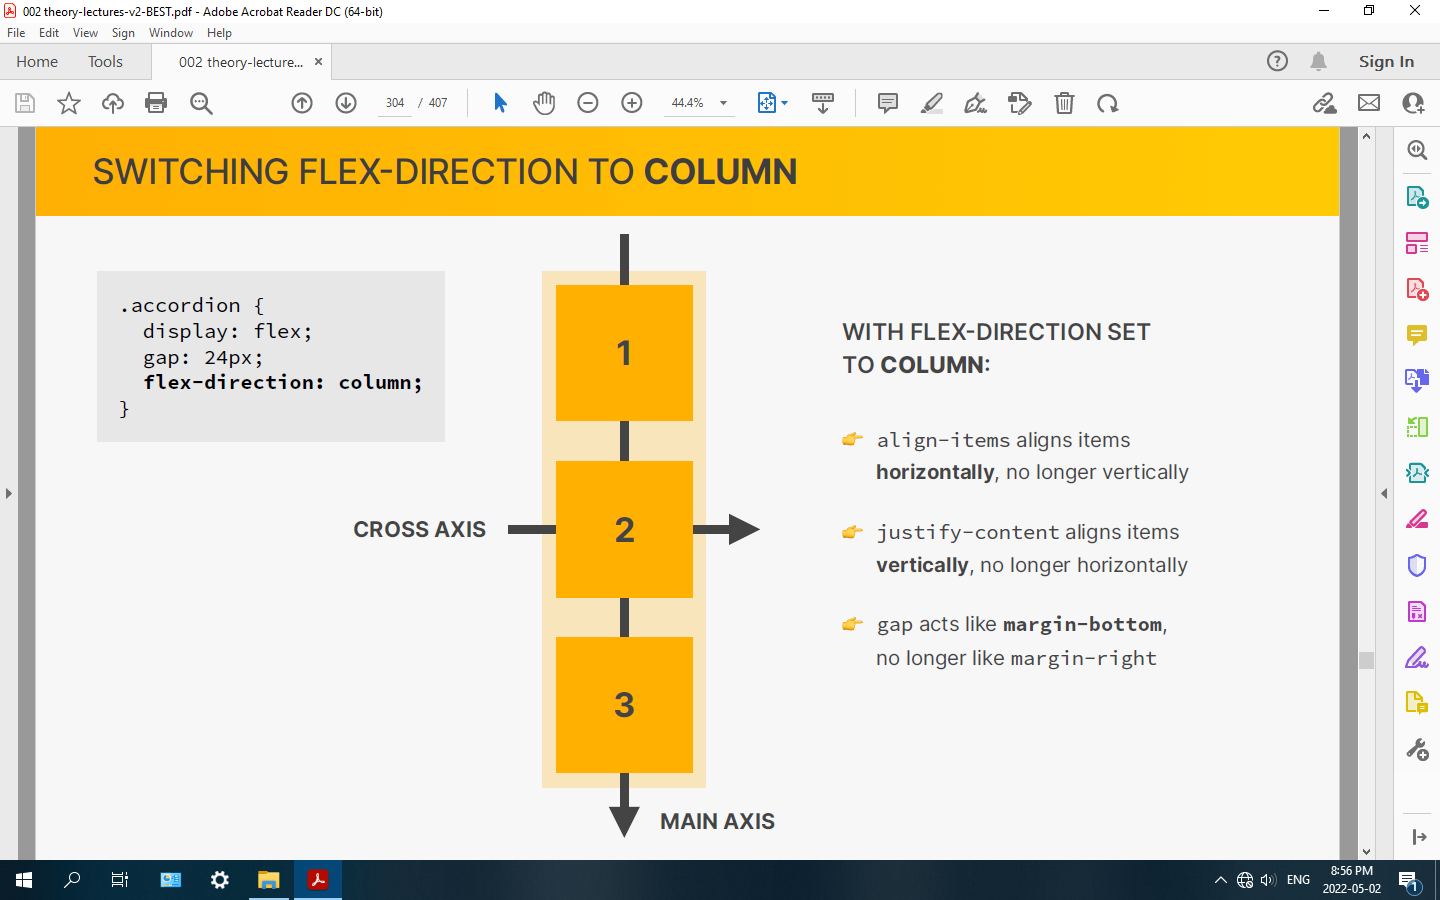 002 theory-lectures-v2-BEST.pdf - Adobe Acrobat Reader DC (64-bit)
File Edit View Sign Window Help
Home Tools 002 theory-lecture... × Sign In
304 / 407 44.4%
SWITCHING FLEX-DIRECTION TO COLUMN
.accordion {
display: flex;
gap: 24px;
flex-direction: column;
}
1
2
3
CROSS AXIS
MAIN AXIS
WITH FLEX-DIRECTION SET
TO COLUMN:
👉 align-items aligns items
horizontally, no longer vertically
👉 justify-content aligns items
vertically, no longer horizontally
👉 gap acts like margin-bottom,
no longer like margin-right
ENG
8:56 PM
2022-05-02
1